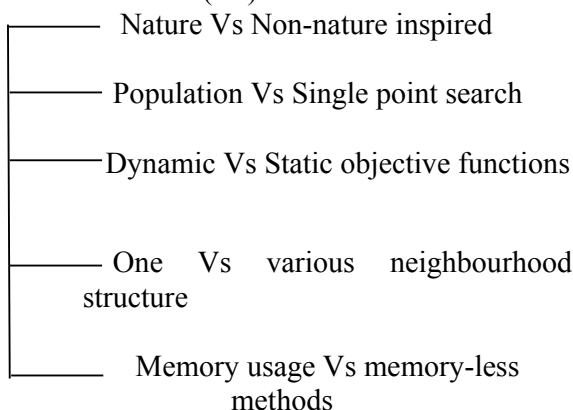 Nature Vs Non-nature inspired
Population Vs Single point search
Dynamic Vs Static objective functions
One Vs various neighbourhood
structure
Memory usage Vs memory-less
methods